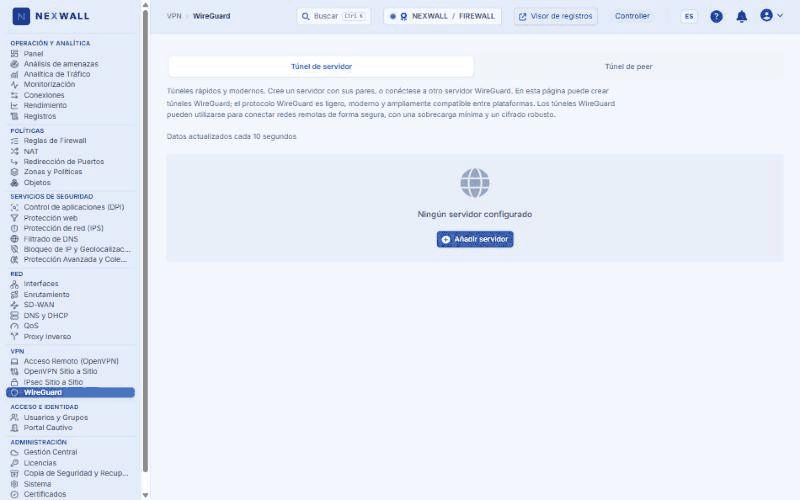 NEXWALL
OPERACIÓN Y ANALÍTICA
Panel
Análisis de amenazas
Analítica de Tráfico
Monitorización
Conexiones
Rendimiento
Registros
POLÍTICAS
Reglas de Firewall
NAT
Redirección de Puertos
Zonas y Políticas
Objetos
SERVICIOS DE SEGURIDAD
Control de aplicaciones (DPI)
Protección web
Protección de red (IPS)
Filtrado de DNS
Bloqueo de IP y Geolocalizac...
Protección Avanzada y Cole...
RED
Interfaces
Enrutamiento
SD-WAN
DNS y DHCP
QoS
Proxy Inverso
VPN
Acceso Remoto (OpenVPN)
OpenVPN Sitio a Sitio
IPsec Sitio a Sitio
WireGuard
ACCESO E IDENTIDAD
Usuarios y Grupos
Portal Cautivo
ADMINISTRACIÓN
Gestión Central
Licencias
Copia de Seguridad y Recup...
Sistema
Certificados
VPN WireGuard
Buscar Ctrl K
NEXWALL / FIREWALL
Visor de registros
Controller
ES
Túnel de servidor
Túnel de peer
Túneles rápidos y modernos. Cree un servidor con sus pares, o conéctese a otro servidor WireGuard. En esta página puede crear
túneles WireGuard; el protocolo WireGuard es ligero, moderno y ampliamente compatible entre plataformas. Los túneles WireGuard
pueden utilizarse para conectar redes remotas de forma segura, con una sobrecarga mínima y un cifrado robusto.
Datos actualizados cada 10 segundos
Ningún servidor configurado
Añadir servidor